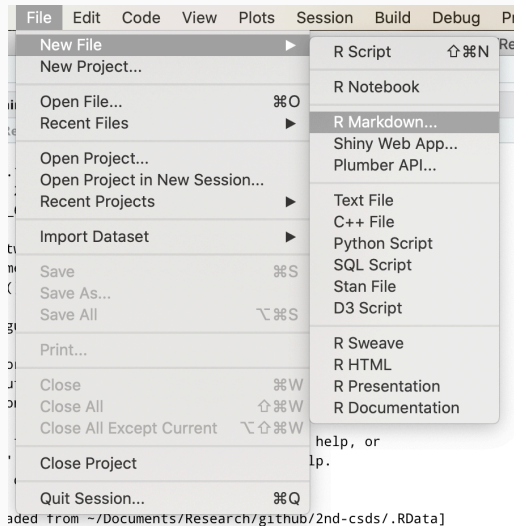 File Edit Code View Plots Session Build Debug
New File ▶
New Project...
Open File... ⌘O
Recent Files ▶
Open Project...
Open Project in New Session...
Recent Projects ▶
Import Dataset ▶
Save ⌘S
Save As...
Save All ⌥⌘S
Print...
Close ⌘W
Close All ⇧⌘W
Close All Except Current ⌥⇧⌘W
Close Project
Quit Session... ⌘Q
R Script ⇧⌘N
R Notebook
R Markdown...
Shiny Web App...
Plumber API...
Text File
C++ File
Python Script
SQL Script
Stan File
D3 Script
R Sweave
R HTML
R Presentation
R Documentation
help, or
lp.
aded from ~/Documents/Research/github/2nd-csds/.RData]